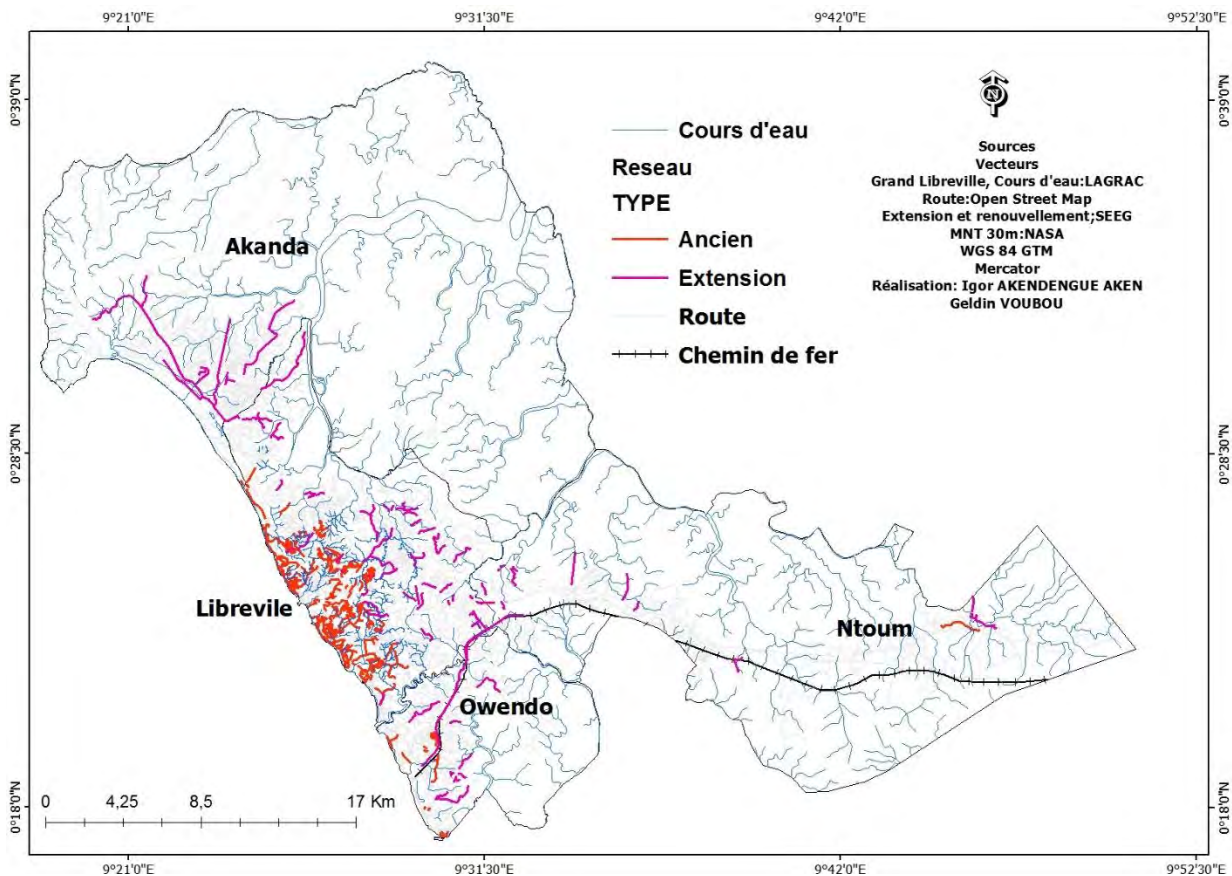 9°21'0"E
9°31'30"E
9°42'0"E
9°52'30"E
0°39'0"N
0°39'0"N
N
Cours d'eau
Reseau
TYPE
Ancien
Extension
Route
Chemin de fer
Sources
Vecteurs
Grand Libreville, Cours d'eau:LAGRAC
Route:Open Street Map
Extension et renouvellement;SEEG
MNT 30m:NASA
WGS 84 GTM
Mercator
Réalisation: Igor AKENDENGUE AKEN
Geldin VOUBOU
Akanda
0°28'30"N
0°28'30"N
Librevile
Ntoum
Owendo
0°18'0"N
0°18'0"N
0 4,25 8,5 17 Km
9°21'0"E
9°31'30"E
9°42'0"E
9°52'30"E